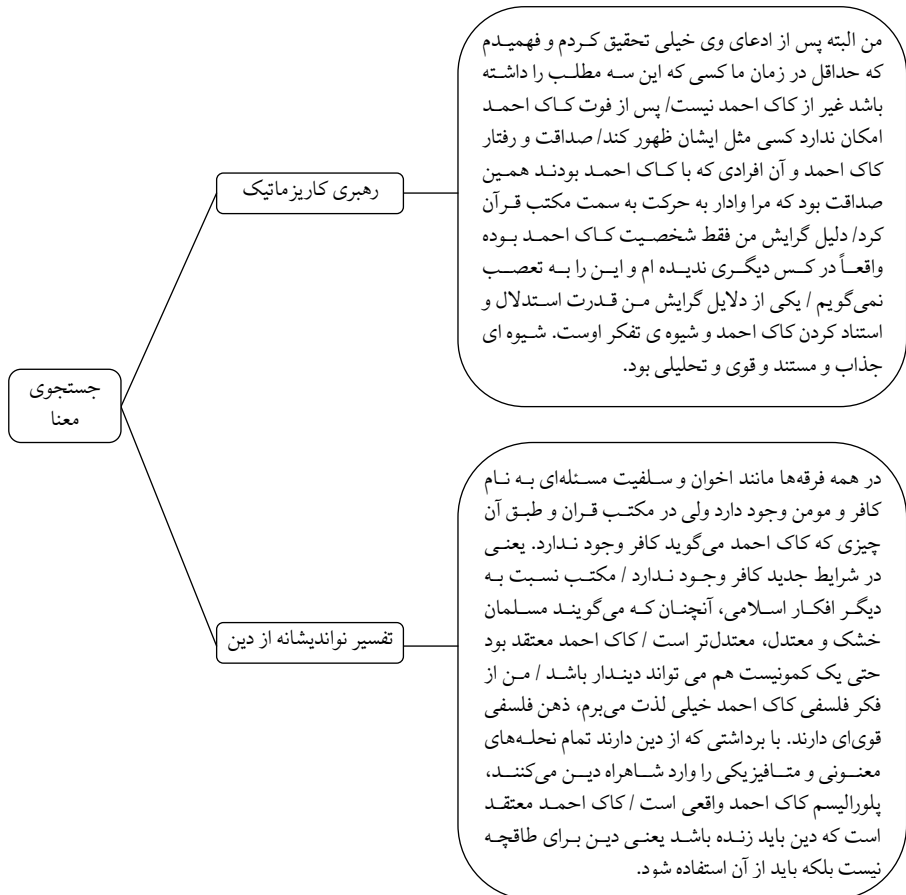 جستجوی
معنا
رهبری کاریزماتیک
من البته پس از ادعای وی خیلی تحقیق کردم و فهمیدم
که حداقل در زمان ما کسی که این سه مطلب را داشته
باشد غیر از کاک احمد نیست/ پس از فوت کاک احمد
امکان ندارد کسی مثل ایشان ظهور کند/ صداقت و رفتار
کاک احمد و آن افرادی که با کاک احمد بودند همین
صداقت بود که مرا وادار به حرکت به سمت مکتب قرآن
کرد/ دلیل گرایش من فقط شخصیت کاک احمد بوده
واقعاً در کس دیگری ندیده ام و این را به تعصب
نمی‌گویم / یکی از دلایل گرایش من قدرت استدلال و
استناد کردن کاک احمد و شیوه ی تفکر اوست. شیوه ای
جذاب و مستند و قوی و تحلیلی بود.
تفسیر نواندیشانه از دین
در همه فرقه‌ها مانند اخوان و سلفیت مسئله‌ای به نام
کافر و مومن وجود دارد ولی در مکتب قران و طبق آن
چیزی که کاک احمد می‌گوید کافر وجود ندارد. یعنی
در شرایط جدید کافر وجود ندارد / مکتب نسبت به
دیگر افکار اسلامی، آنچنان که می‌گویند مسلمان
خشک و معتدل، معتدل‌تر است / کاک احمد معتقد بود
حتی یک کمونیست هم می تواند دیندار باشد / من از
فکر فلسفی کاک احمد خیلی لذت می‌برم، ذهن فلسفی
قوی‌ای دارند. با برداشتی که از دین دارند تمام نحله‌های
معنونی و متافیزیکی را وارد شاهراه دین می‌کنند،
پلورالیسم کاک احمد واقعی است / کاک احمد معتقد
است که دین باید زنده باشد یعنی دین برای طاقچه
نیست بلکه باید از آن استفاده شود.